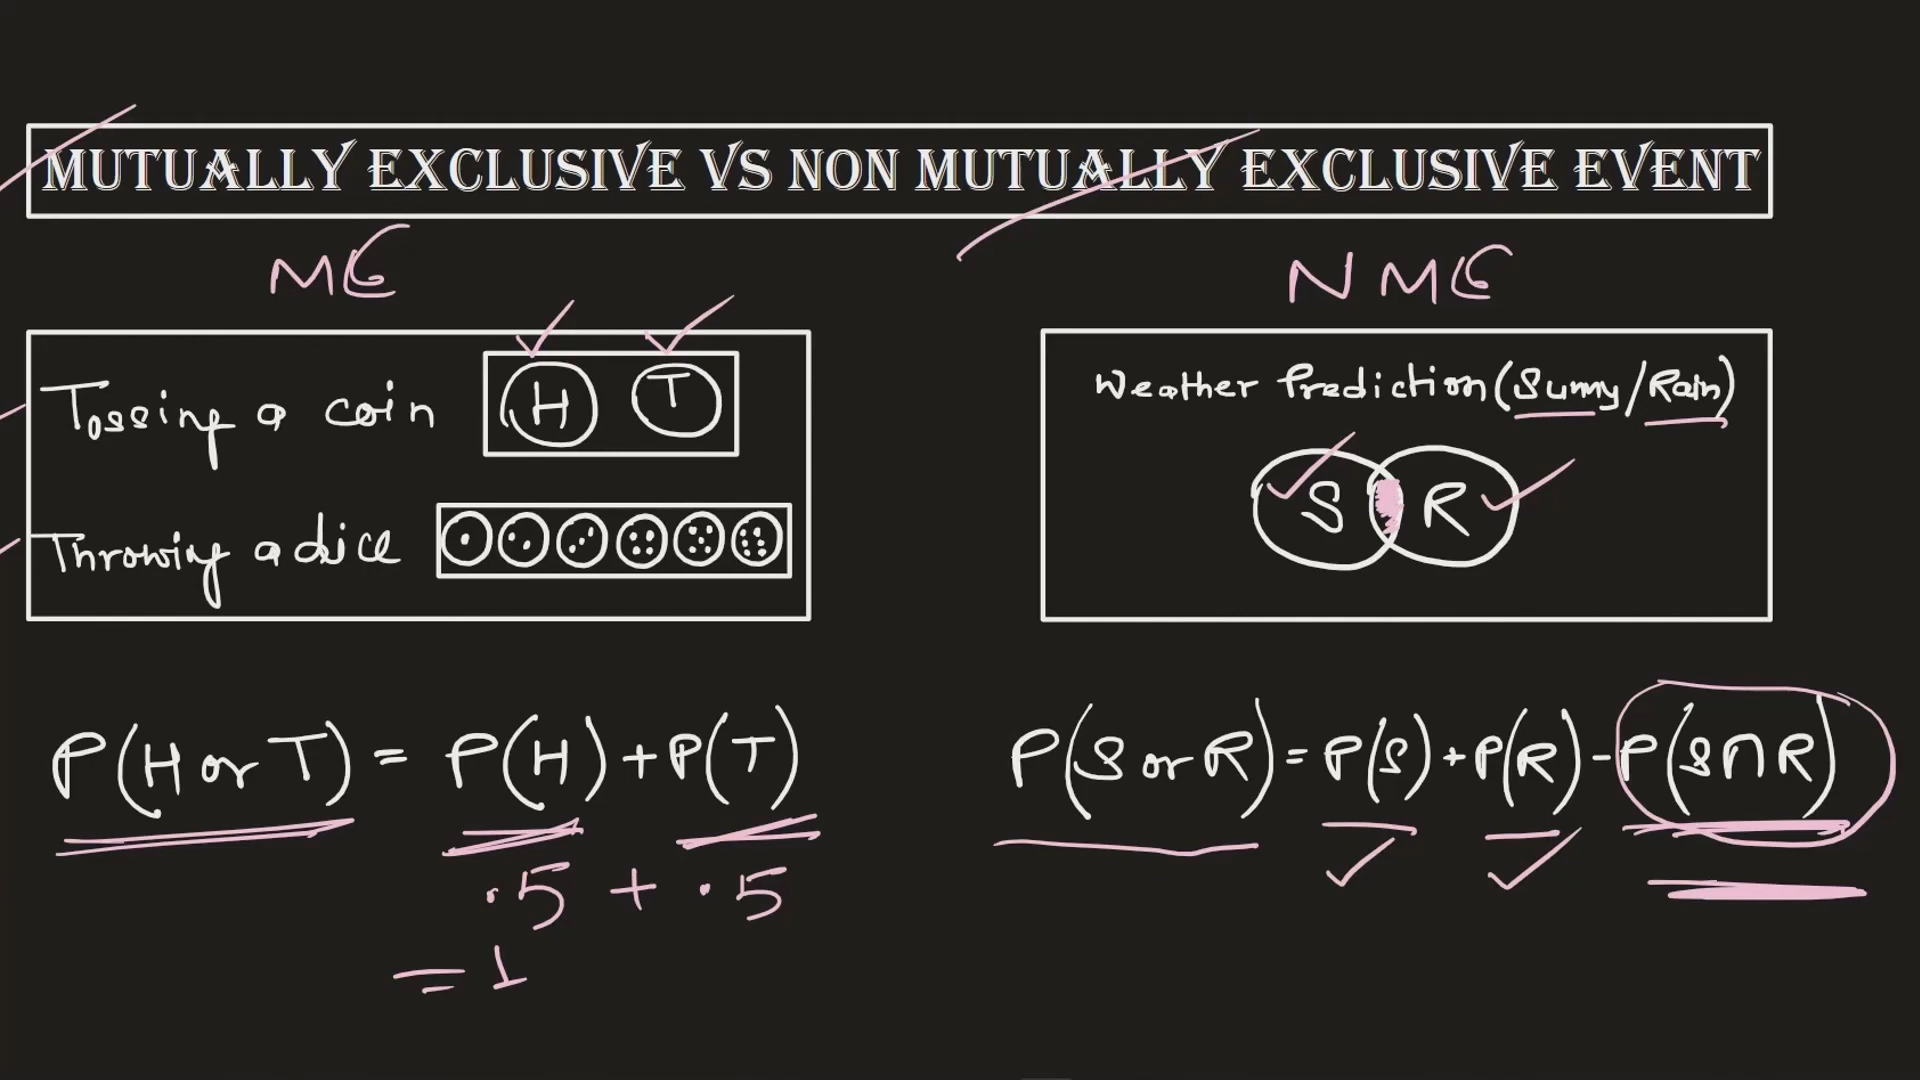 MUTUALLY EXCLUSIVE VS NON MUTUALLY EXCLUSIVE EVENT
ME
NME
Tossing a coin H T
Throwing a dice
Weather Prediction (Sunny/Rain)
S R
P(H or T) = P(H) + P(T)
.5 + .5
= 1
P(S or R) = P(S) + P(R) - P(S∩R)